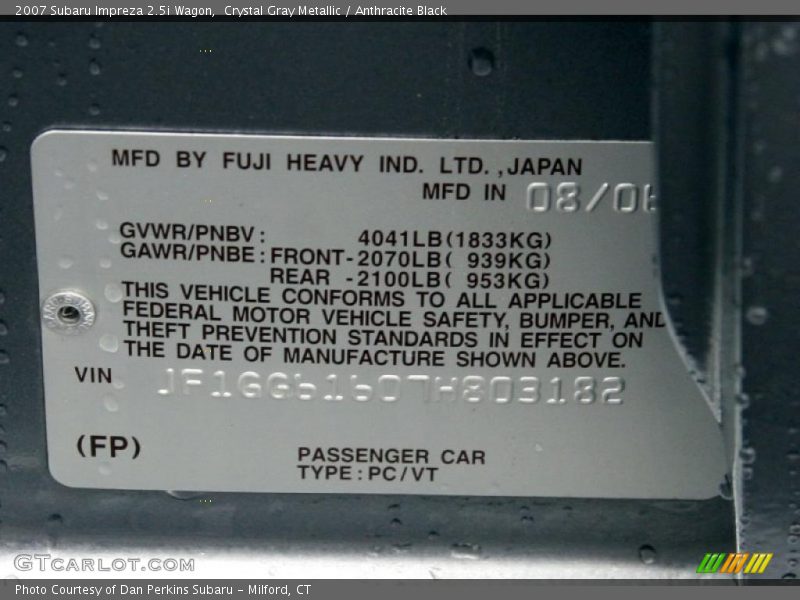 2007 Subaru Impreza 2.5i Wagon,  Crystal Gray Metallic / Anthracite Black
MFD BY FUJI HEAVY IND. LTD.,JAPAN
MFD IN 08/06
GVWR/PNBV: 4041LB(1833KG)
GAWR/PNBE:FRONT-2070LB( 939KG)
REAR -2100LB( 953KG)
THIS VEHICLE CONFORMS TO ALL APPLICABLE
FEDERAL MOTOR VEHICLE SAFETY, BUMPER, AND
THEFT PREVENTION STANDARDS IN EFFECT ON
THE DATE OF MANUFACTURE SHOWN ABOVE.
VIN JF1GG61607H803182
(FP)
PASSENGER CAR
TYPE:PC/VT
GTCARLOT.COM
Photo Courtesy of Dan Perkins Subaru - Milford, CT